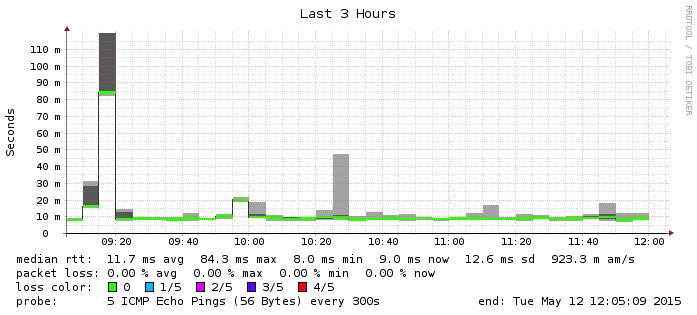 Last 3 Hours
RRDTOOL / TOBI OETIKER
Seconds
110 m
100 m
90 m
80 m
70 m
60 m
50 m
40 m
30 m
20 m
10 m
0
09:20 09:40 10:00 10:20 10:40 11:00 11:20 11:40 12:00
median rtt: 11.7 ms avg 84.3 ms max 8.0 ms min 9.0 ms now 12.6 ms sd 923.3 m am/s
packet loss: 0.00 % avg 0.00 % max 0.00 % min 0.00 % now
loss color: 0 1/5 2/5 3/5 4/5
probe: 5 ICMP Echo Pings (56 Bytes) every 300s end: Tue May 12 12:05:09 2015